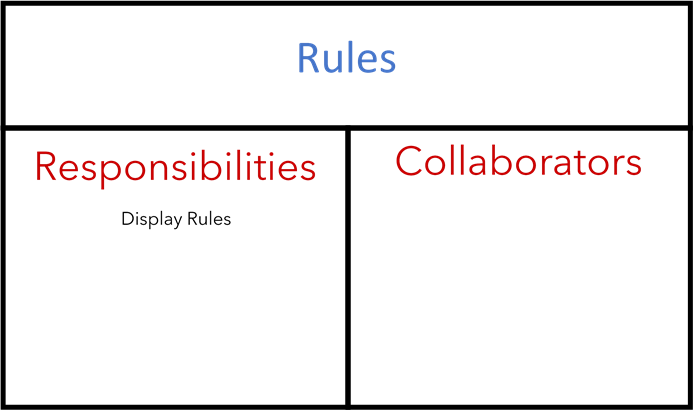 Rules
Responsibilities
Display Rules
Collaborators